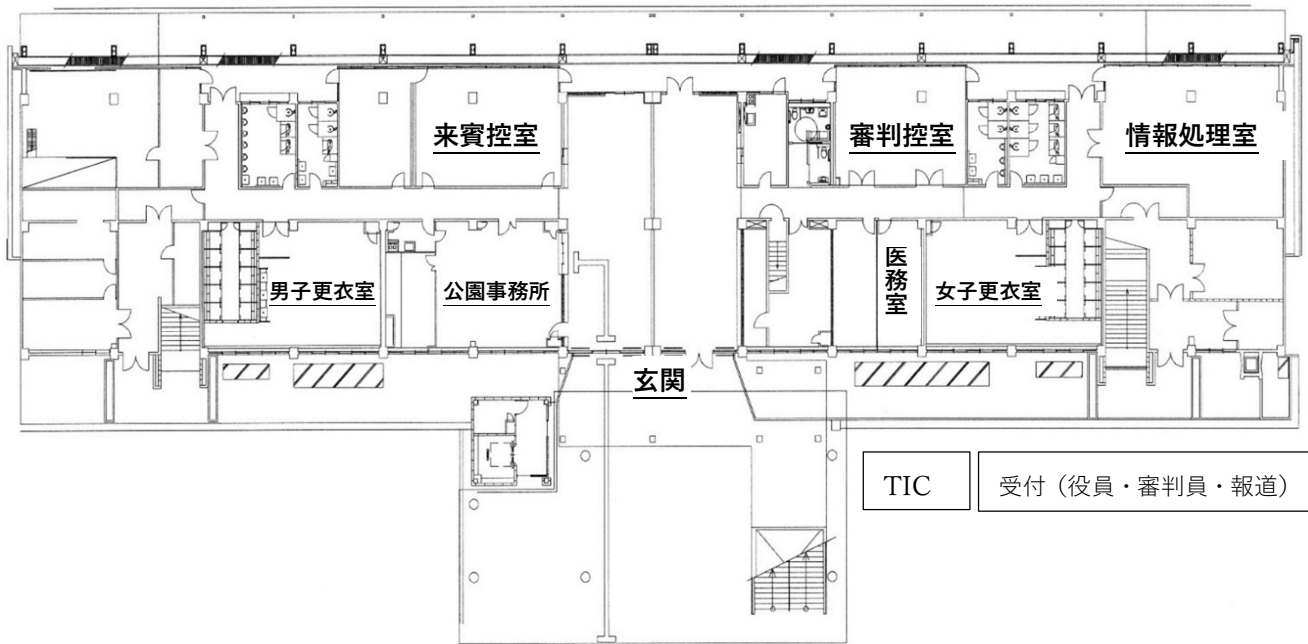 来賓控室
審判控室
情報処理室
男子更衣室
公園事務所
医務室
女子更衣室
玄関
TIC
受付（役員・審判員・報道）